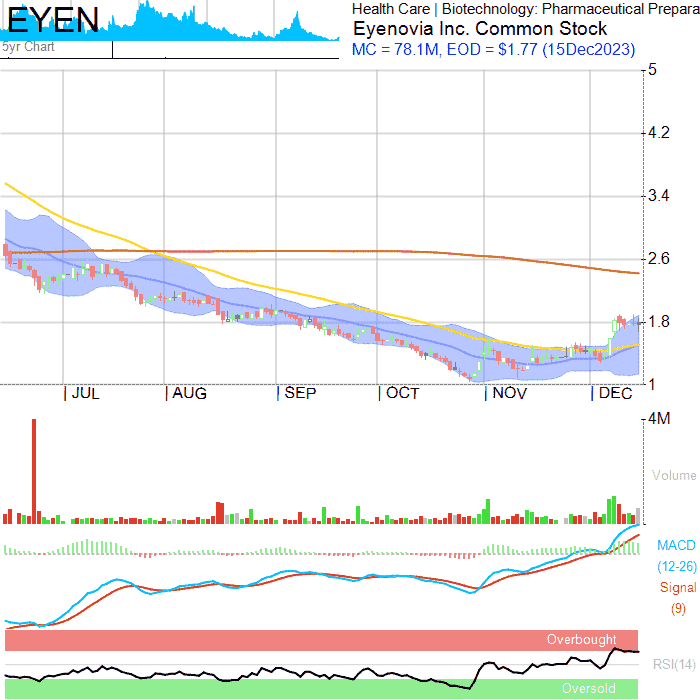 EYEN
5yr Chart
Health Care | Biotechnology: Pharmaceutical Prepara
Eyenovia Inc. Common Stock
MC = 78.1M, EOD = $1.77 (15Dec2023)
5
4.2
3.4
2.6
1.8
1
JUL AUG SEP OCT NOV DEC
4M
Volume
MACD
(12-26)
Signal
(9)
Overbought
RSI(14)
Oversold